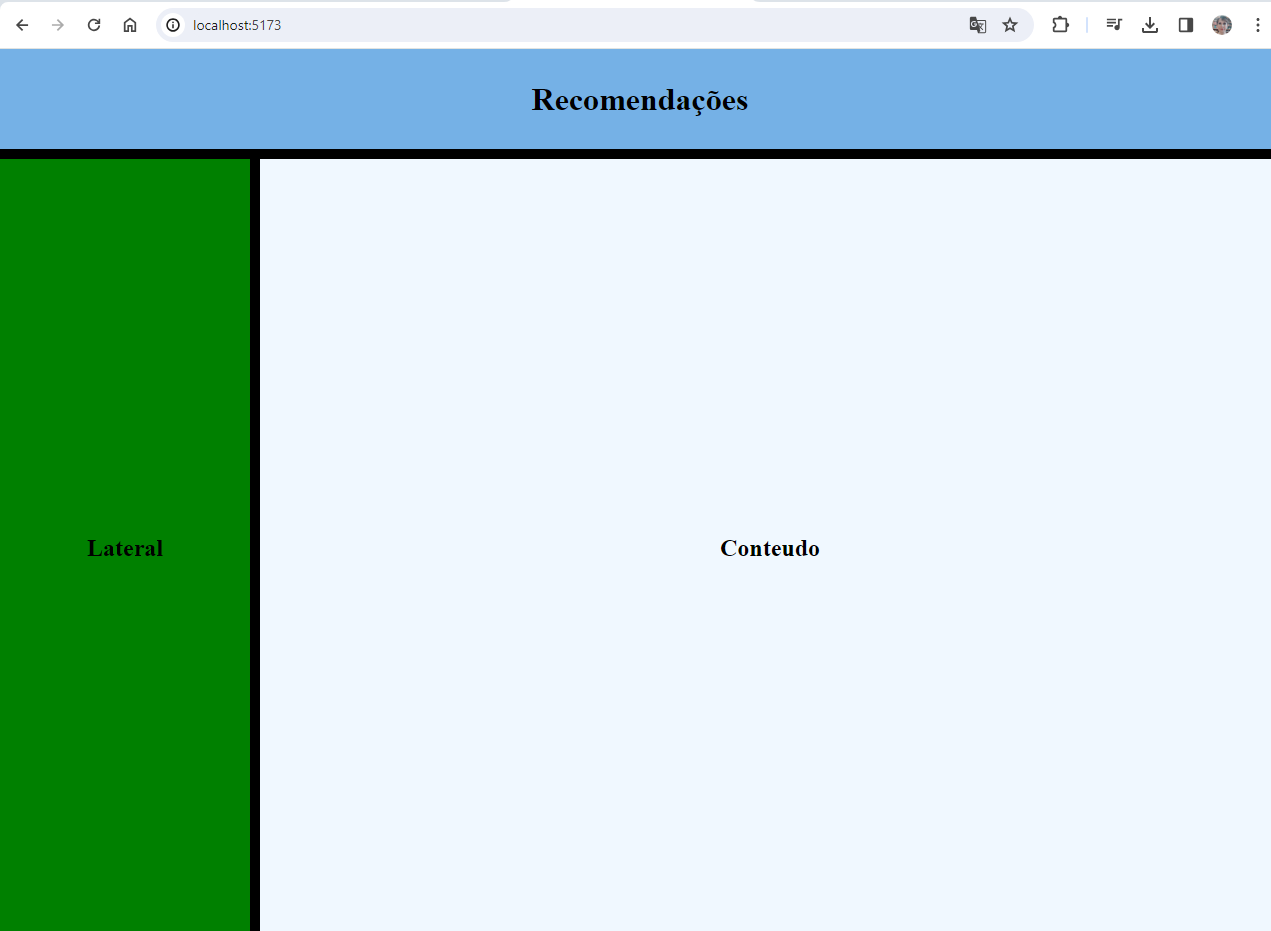 localhost:5173
Recomendações
Lateral
Conteudo